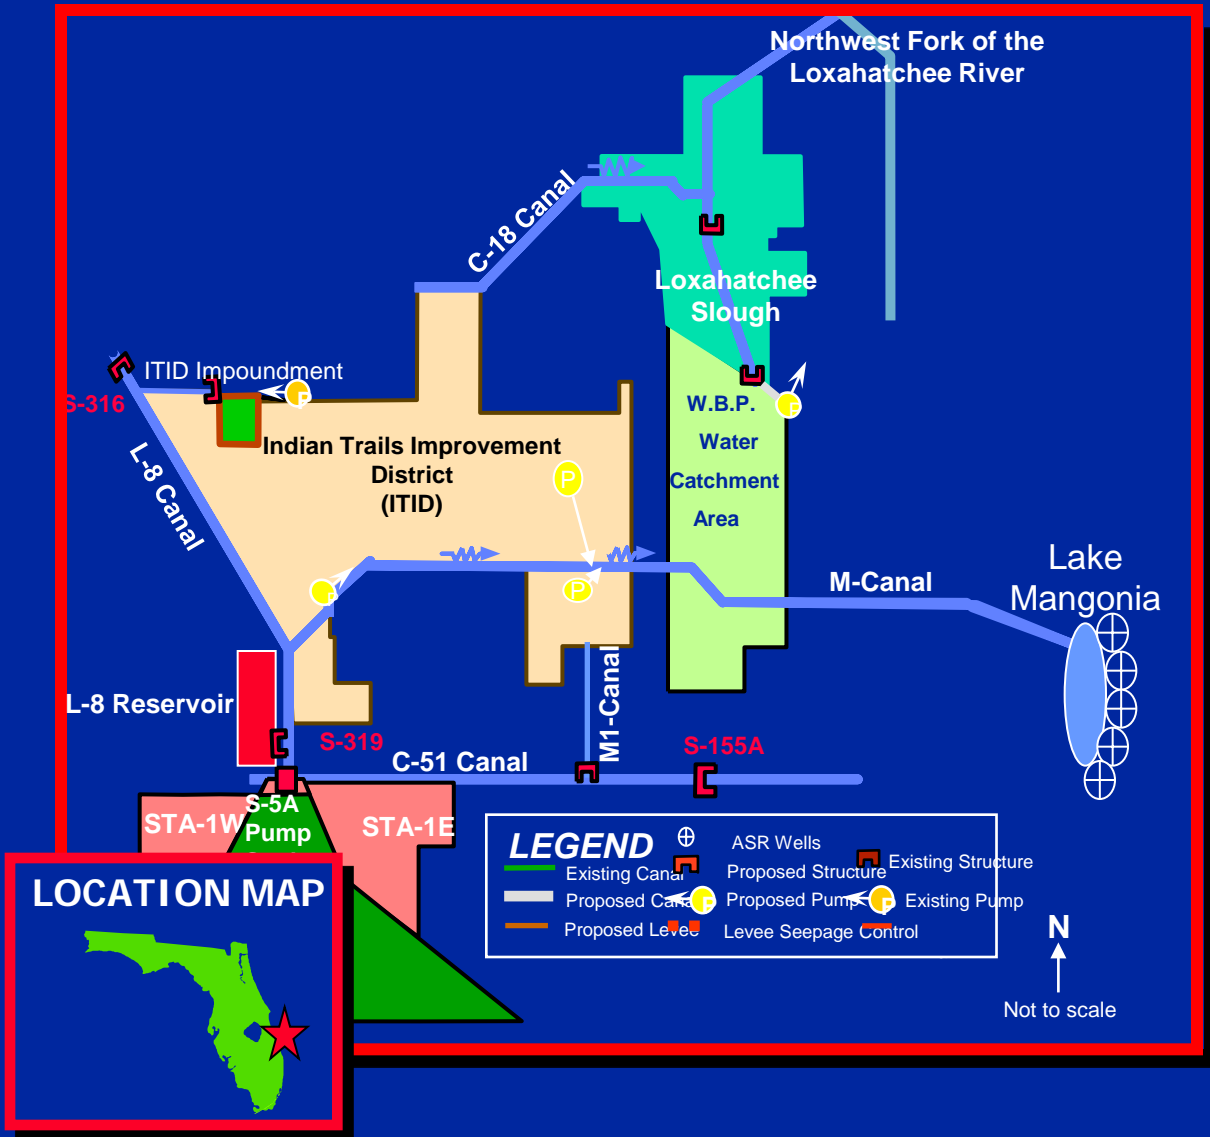 Northwest Fork of the
Loxahatchee River
C-18 Canal
Loxahatchee
Slough
ITID Impoundment
P
S-316
W.B.P.
Water
Catchment
Area
P
Indian Trails Improvement
District
(ITID)
L-8 Canal
P
P
P
M-Canal
Lake
Mangonia
M1-Canal
L-8 Reservoir
S-319
S-155A
C-51 Canal
S-5A
Pump
STA-1W
STA-1E
LEGEND
ASR Wells
Existing Canal
Proposed Structure
Existing Structure
Proposed Canal
P
Proposed Pump
P
Existing Pump
Proposed Levee
Levee Seepage Control
N
Not to scale
LOCATION MAP